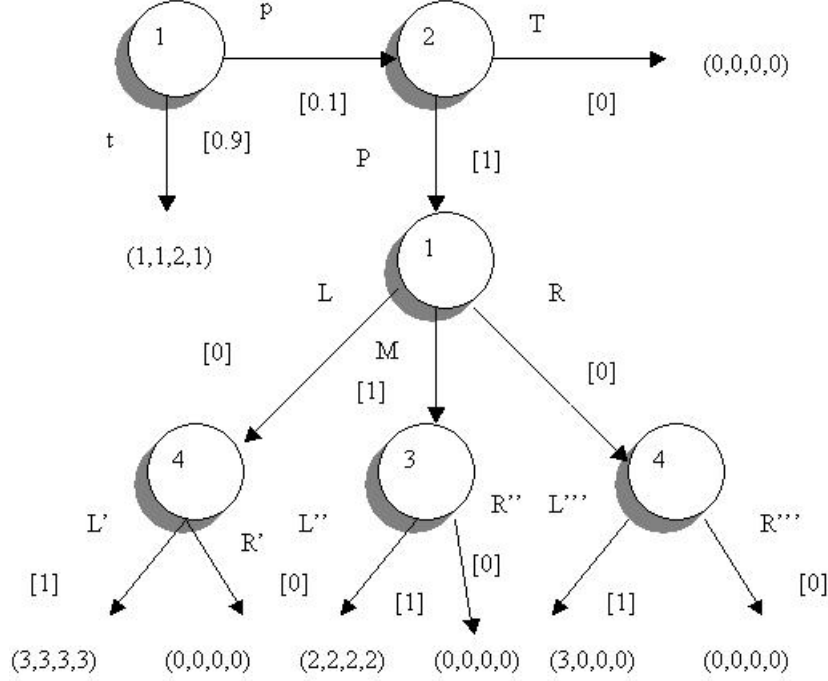 p
1
2
T
(0,0,0,0)
[0.1]
[0]
t
[0.9]
P
[1]
(1,1,2,1)
1
L
R
[0]
M
[0]
[1]
4
3
4
L'
R'
L''
R''
L'''
R'''
[1]
[0]
[1]
[0]
[1]
[0]
(3,3,3,3)
(0,0,0,0)
(2,2,2,2)
(0,0,0,0)
(3,0,0,0)
(0,0,0,0)